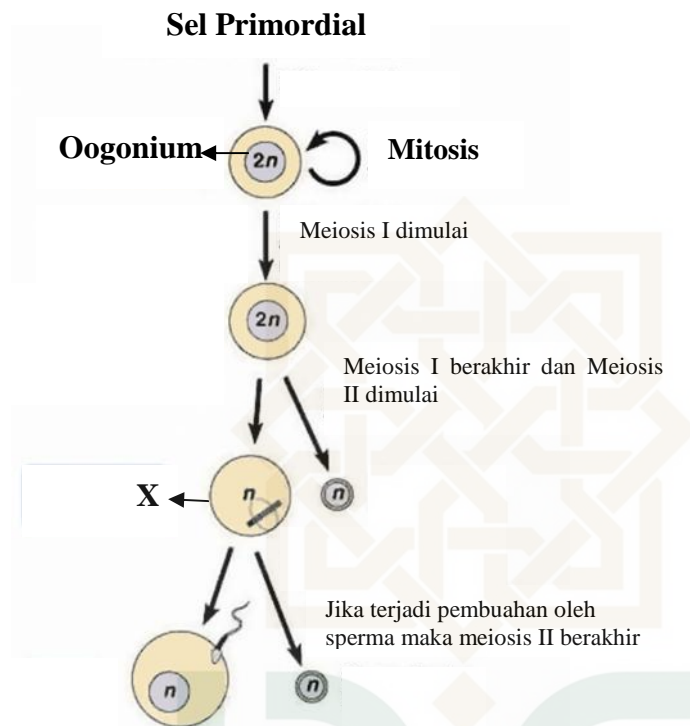 Sel Primordial
Oogonium
2n
Mitosis
Meiosis I dimulai
2n
Meiosis I berakhir dan Meiosis
II dimulai
X
n
n
Jika terjadi pembuahan oleh
sperma maka meiosis II berakhir
n
n